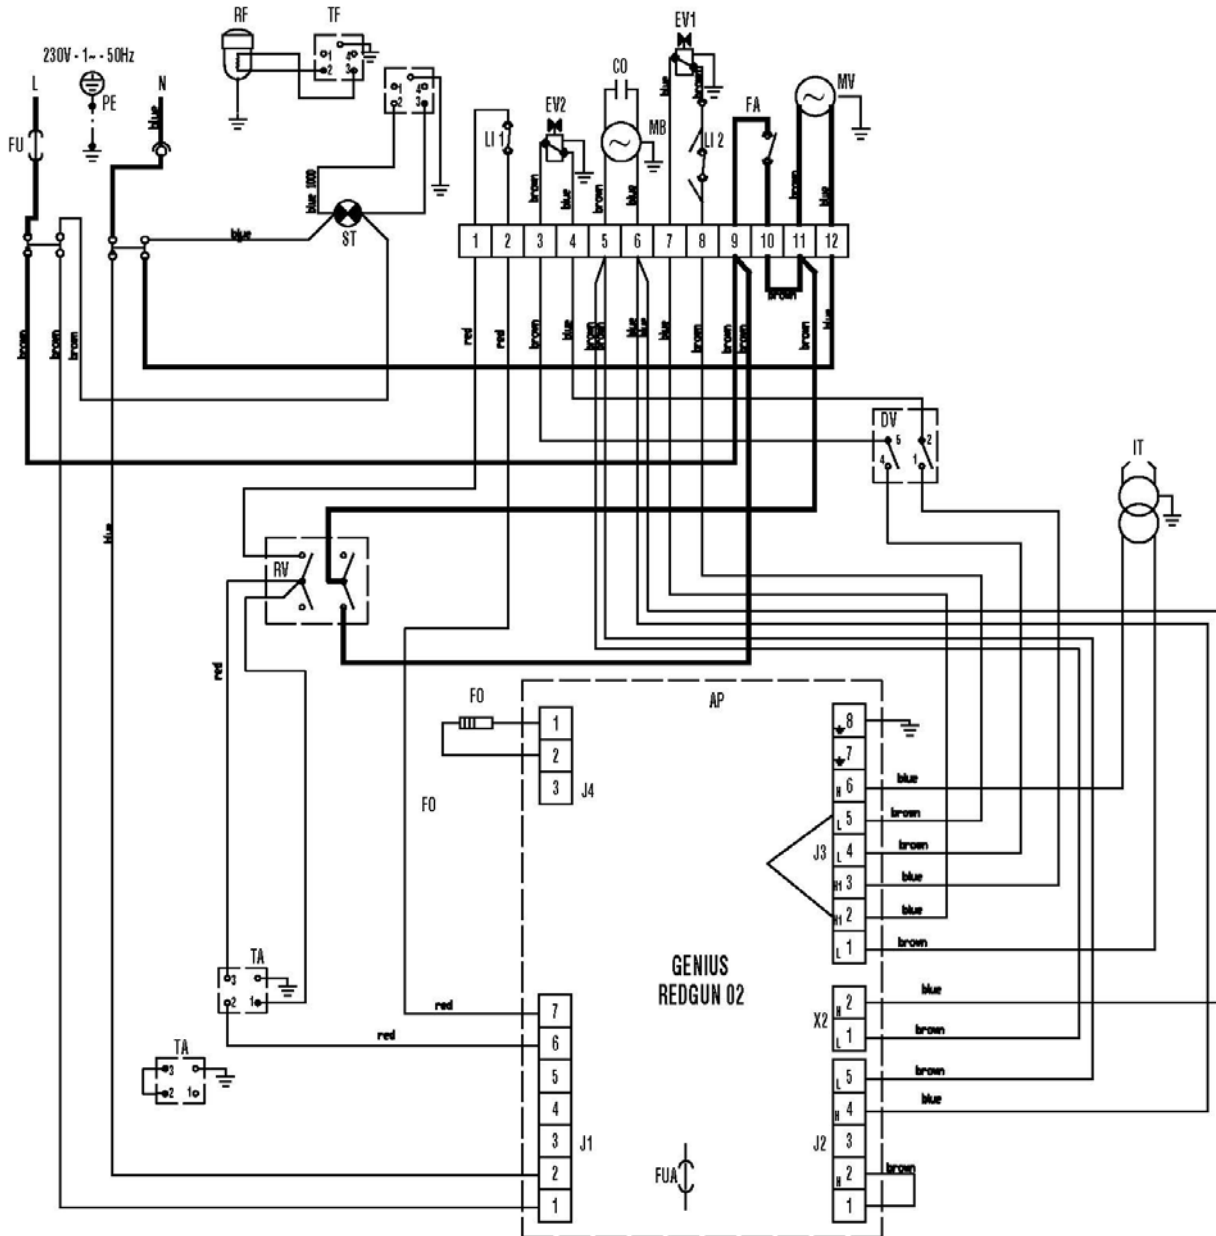 RF
TF
EV1
230V - 1~ - 50Hz
L
N
PE
FU
blue
1 4
2 3
1 4
2 3
CO
EV2
MB
LI 1
LI 2
FA
MV
blue
brown
brown
blue
brown
blue
brown
blue
blue 1000
blue
ST
1 2 3 4 5 6 7 8 9 10 11 12
brown
brown
brown
brown
red
red
brown
blue
brown
brown
blue
blue
blue
brown
brown
brown
brown
blue
DV
5 2
4 1
IT
blue
RV
red
AP
FO
FO
1
2
3
J4
8
7
H 6
L 5
L 4
H1 3
H1 2
L 1
J3
blue
brown
brown
blue
blue
brown
GENIUS
REDGUN 02
TA
3
2 1
TA
3
2 1
red
red
7
6
5
4
3
2
1
J1
X2
H 2
L 1
blue
brown
L 5
H 4
3
H 2
1
J2
brown
blue
brown
FUA